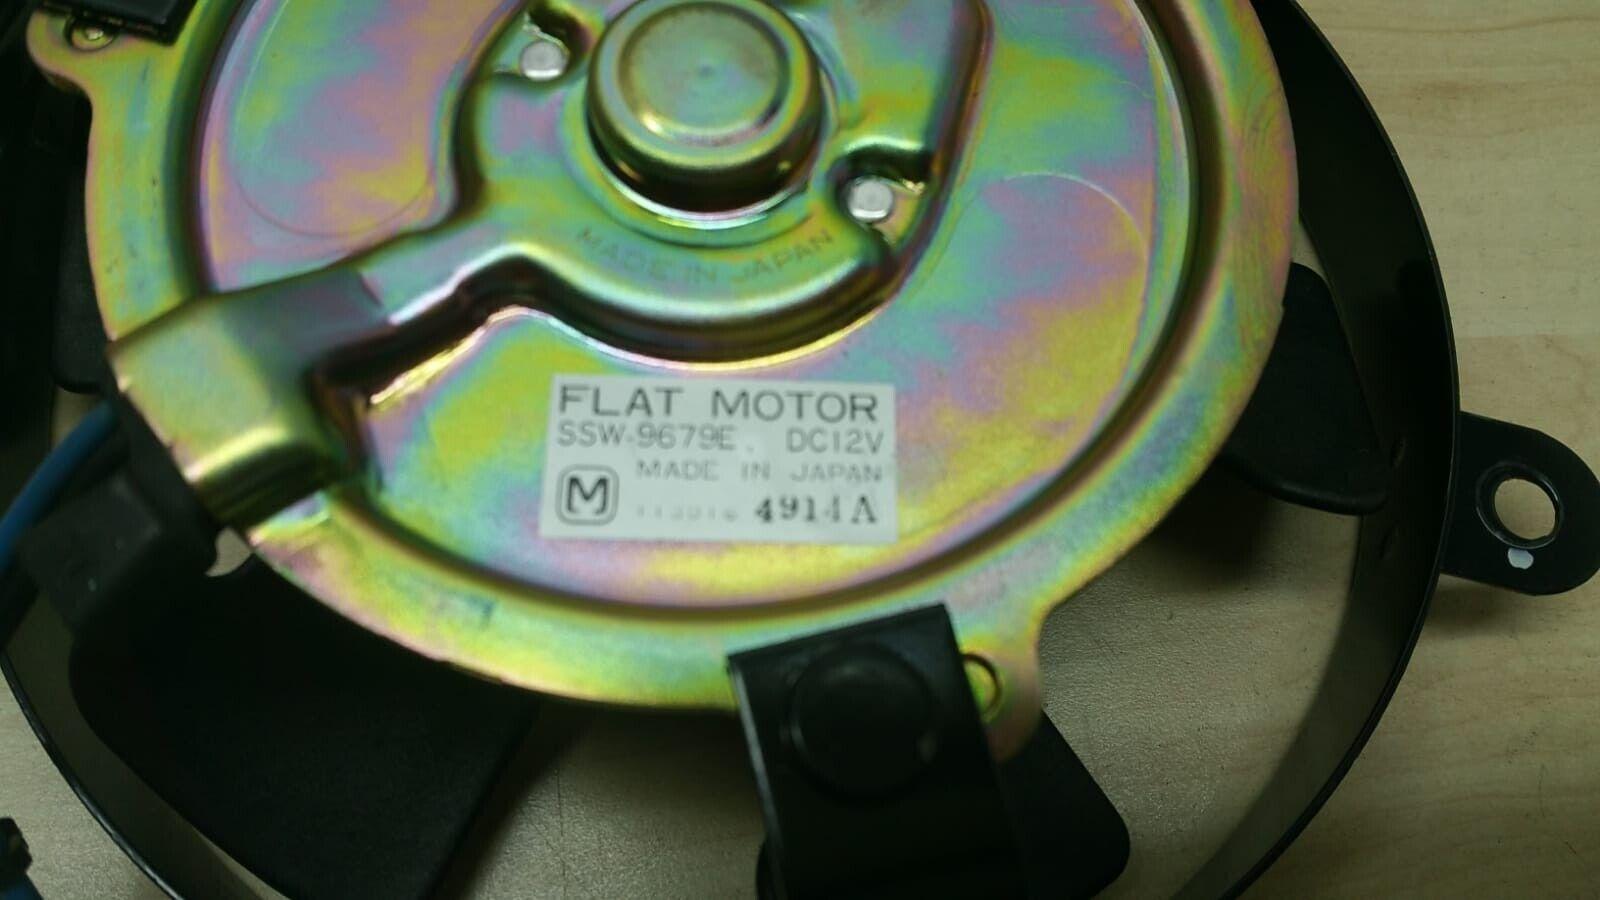 MADE IN JAPAN
FLAT MOTOR
SSW-9679E. DC12V
MADE IN JAPAN
M 4914A